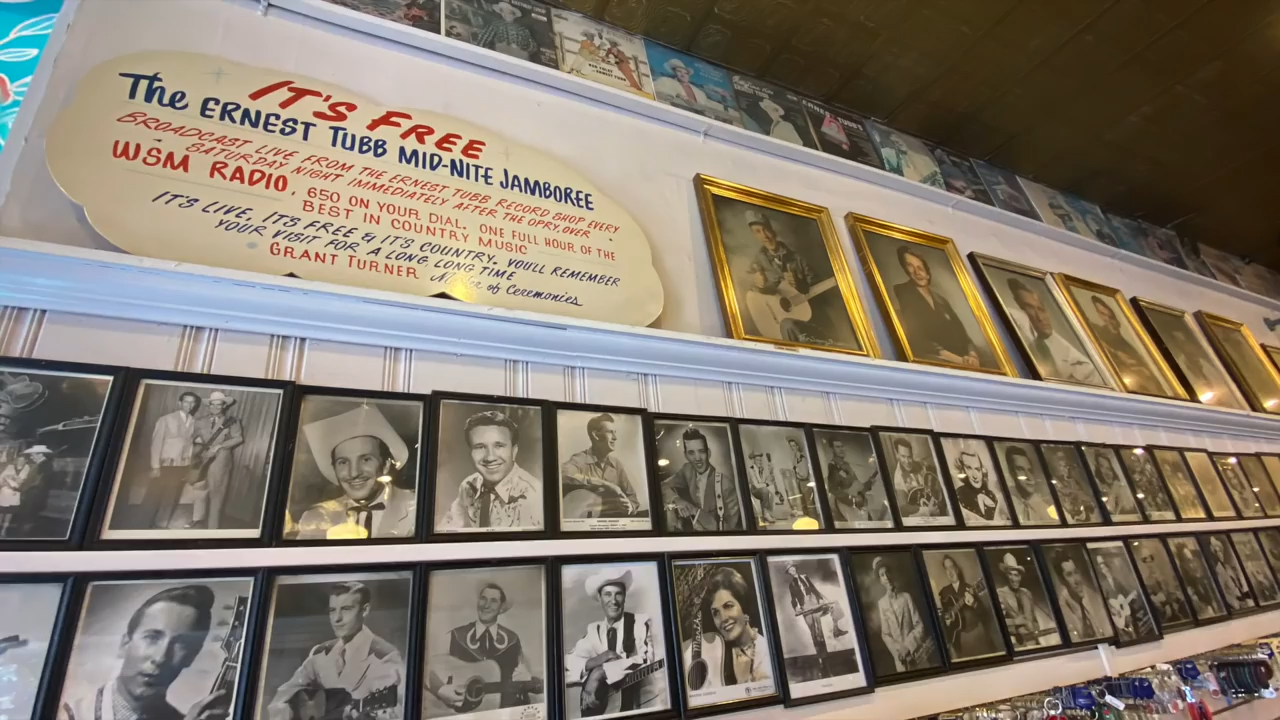 IT'S FREE
The ERNEST TUBB MID-NITE JAMBOREE
BROADCAST LIVE FROM THE ERNEST TUBB RECORD SHOP EVERY
SATURDAY NIGHT IMMEDIATELY AFTER THE OPRY. OVER
WSM RADIO, 650 ON YOUR DIAL. ONE FULL HOUR OF THE
BEST IN COUNTRY MUSIC
IT'S LIVE, IT'S FREE & IT'S COUNTRY. YOU'LL REMEMBER
YOUR VISIT FOR A LONG, LONG TIME
GRANT TURNER Master of Ceremonies